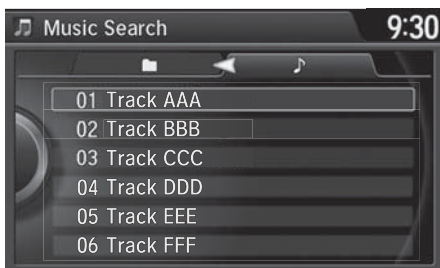 Music Search
9:30
01 Track AAA
02 Track BBB
03 Track CCC
04 Track DDD
05 Track EEE
06 Track FFF